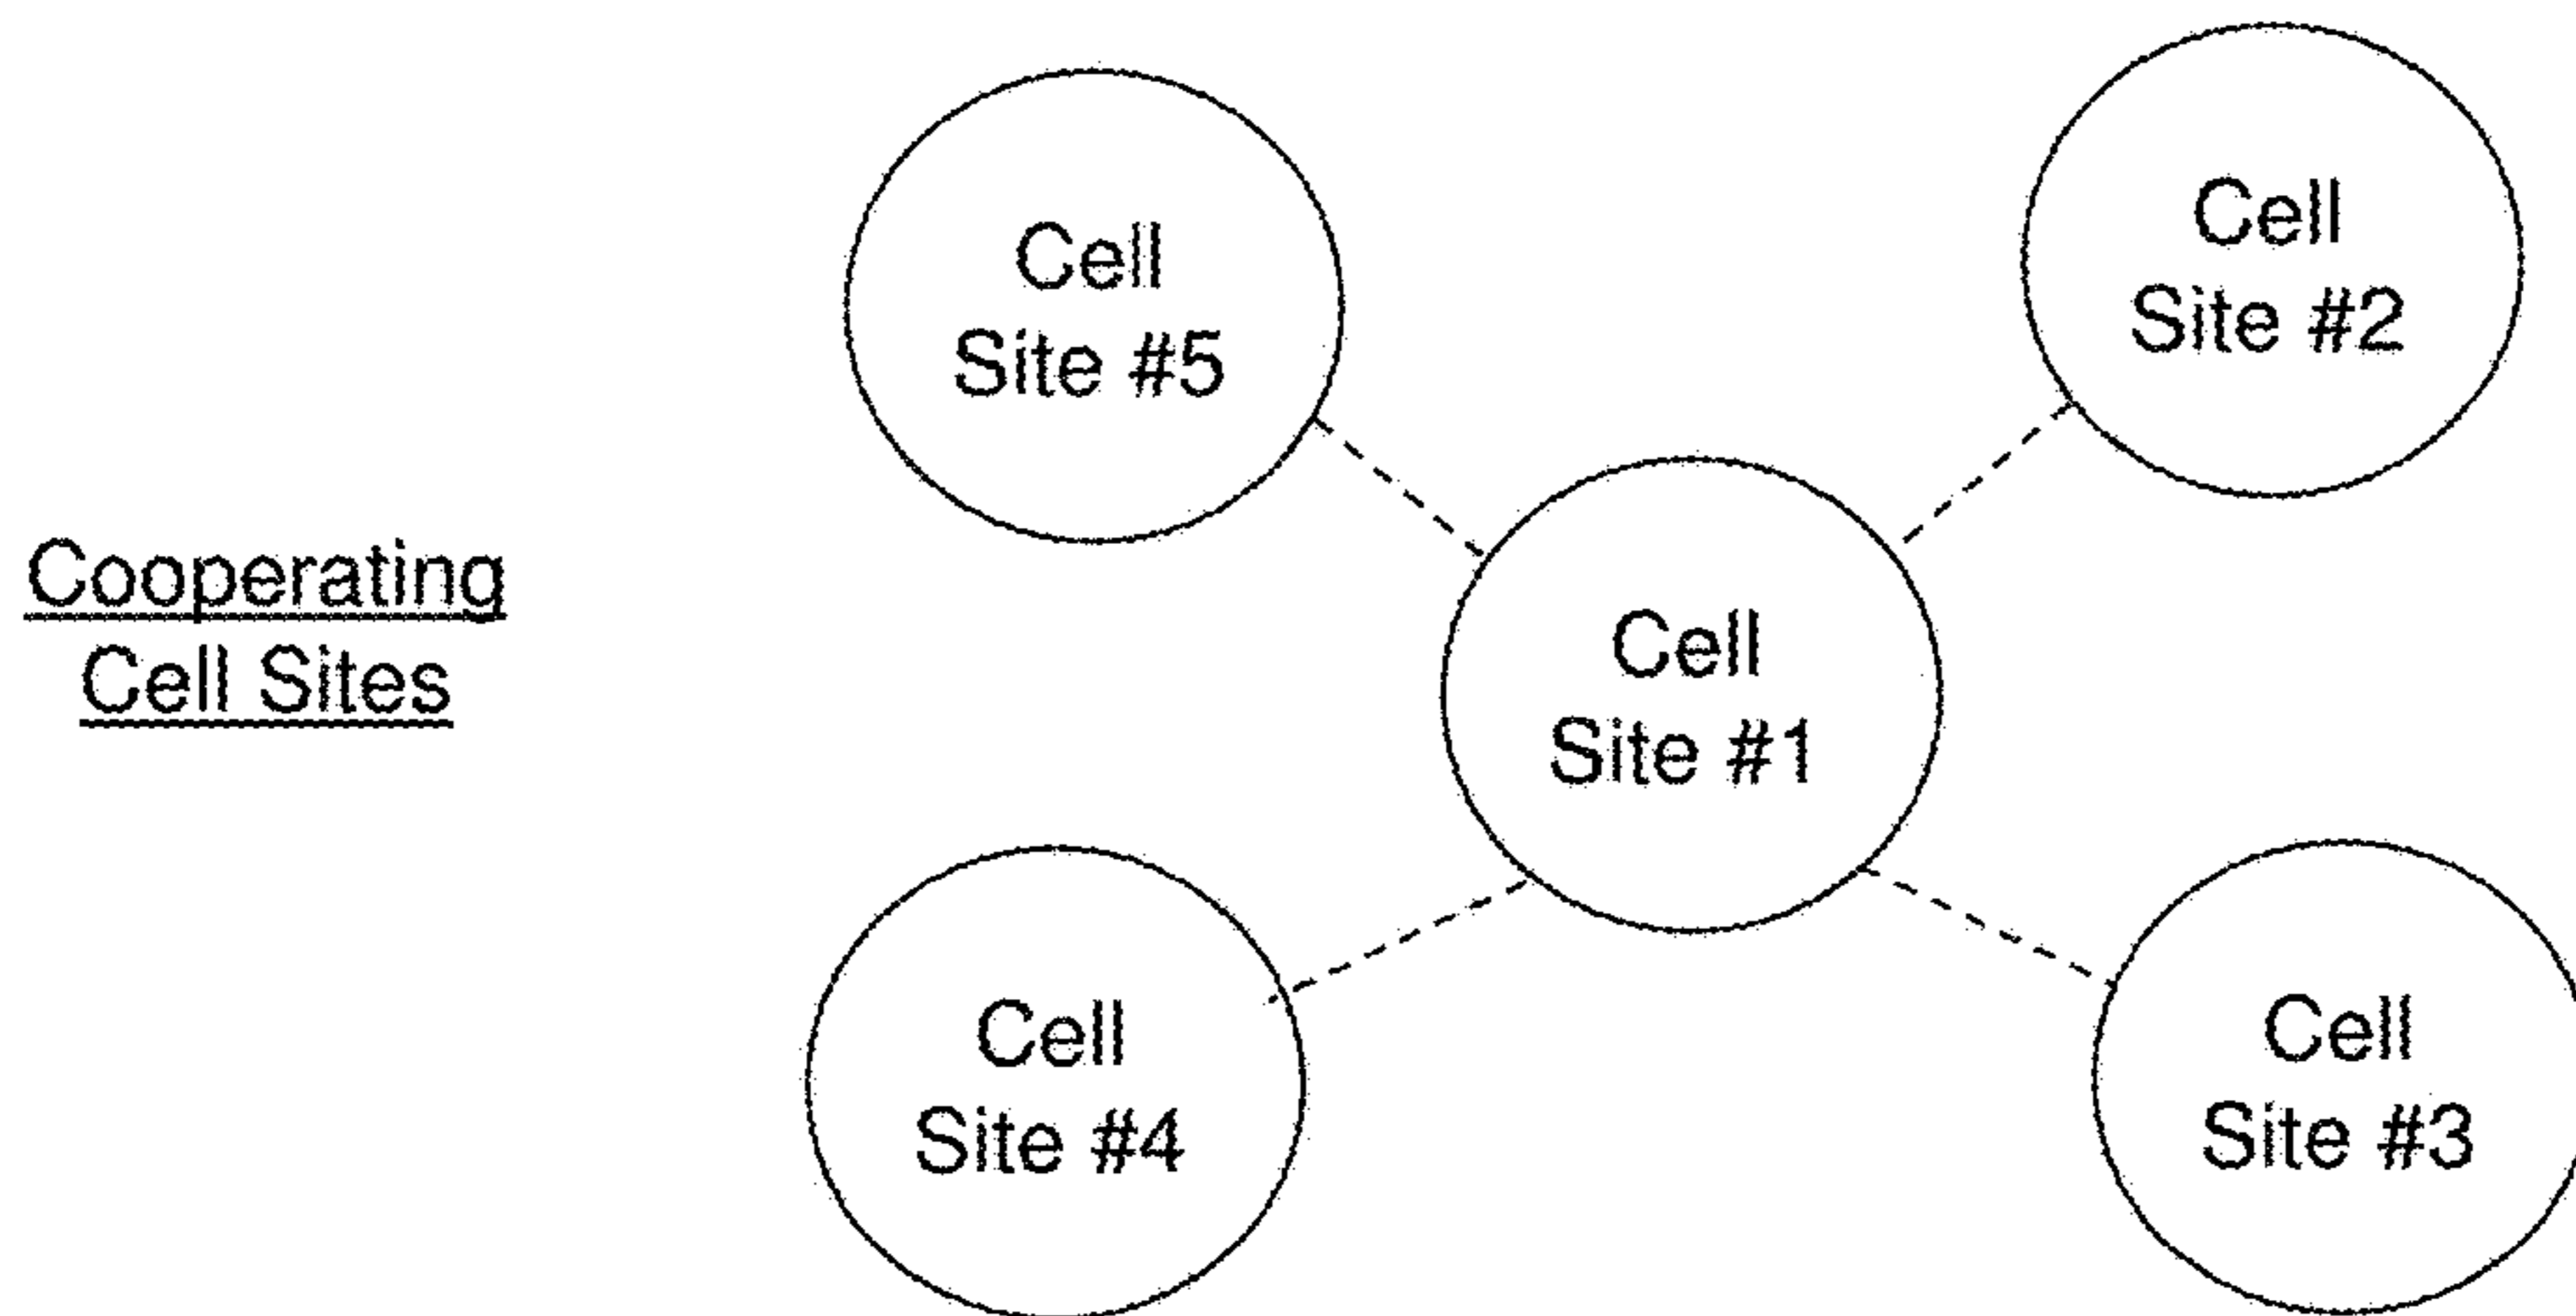 Cooperating
Cell Sites
Cell
Site #5
Cell
Site #2
Cell
Site #1
Cell
Site #4
Cell
Site #3